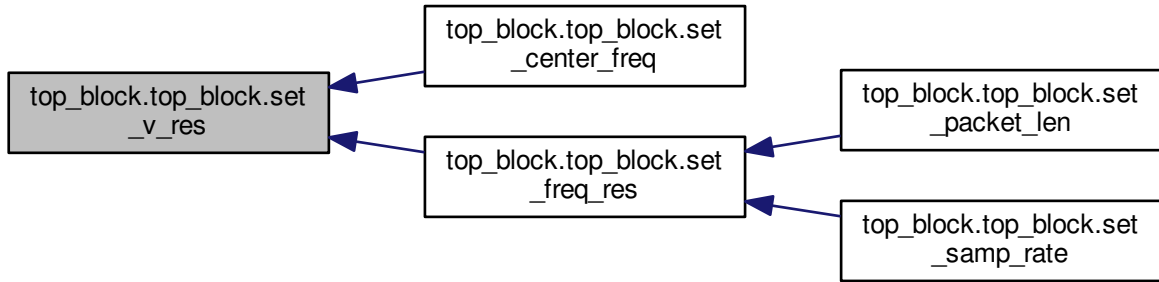 top_block.top_block.set
_v_res
top_block.top_block.set
_center_freq
top_block.top_block.set
_freq_res
top_block.top_block.set
_packet_len
top_block.top_block.set
_samp_rate